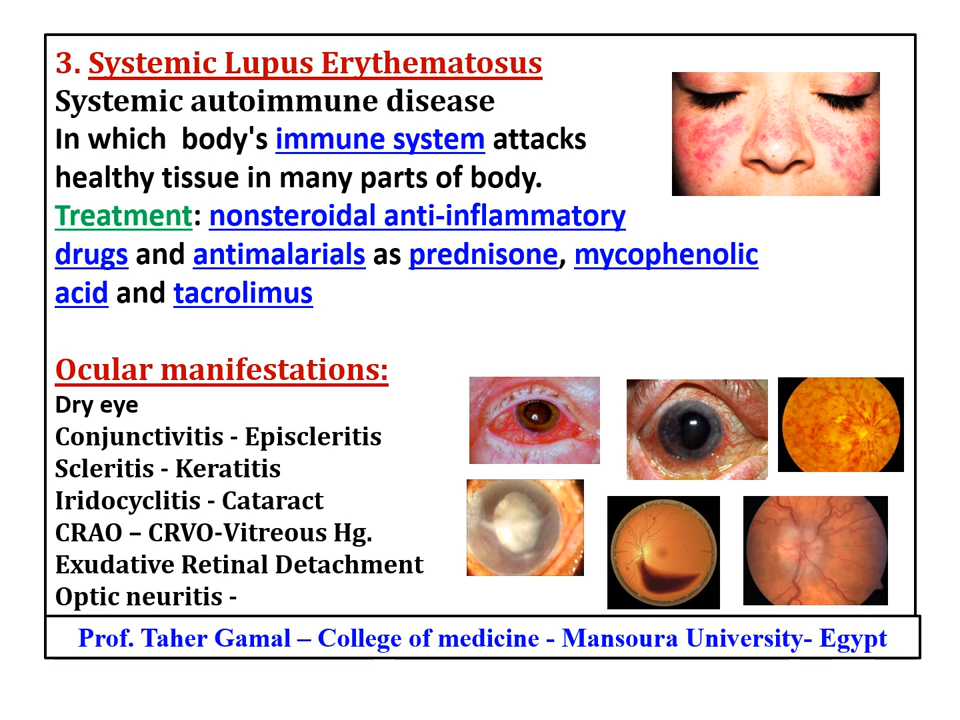 3. Systemic Lupus Erythematosus
Systemic autoimmune disease
In which body's immune system attacks
healthy tissue in many parts of body.
Treatment: nonsteroidal anti-inflammatory
drugs and antimalarials as prednisone, mycophenolic
acid and tacrolimus
Ocular manifestations:
Dry eye
Conjunctivitis - Episcleritis
Scleritis - Keratitis
Iridocyclitis - Cataract
CRAO – CRVO-Vitreous Hg.
Exudative Retinal Detachment
Optic neuritis -
Prof. Taher Gamal – College of medicine - Mansoura University- Egypt